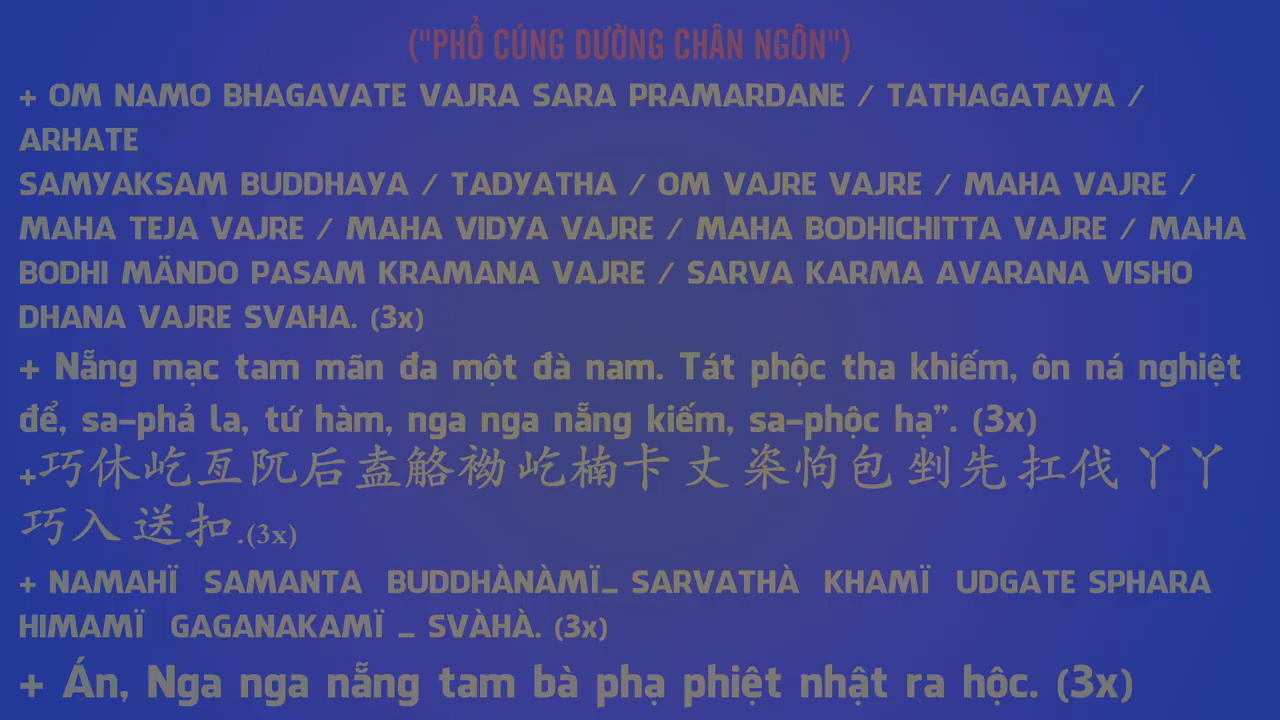 ("PHỔ CÚNG DƯỜNG CHÂN NGÔN")
+ OM NAMO BHAGAVATE VAJRA SARA PRAMARDANE / TATHAGATAYA /
ARHATE
SAMYAKSAM BUDDHAYA / TADYATHA / OM VAJRE VAJRE / MAHA VAJRE /
MAHA TEJA VAJRE / MAHA VIDYA VAJRE / MAHA BODHICHITTA VAJRE / MAHA
BODHI MÄNDO PASAM KRAMANA VAJRE / SARVA KARMA AVARANA VISHO
DHANA VAJRE SVAHA. (3x)
+ Nẵng mạc tam mãn đa một đà nam. Tát phộc tha khiếm, ôn ná nghiệt
để, sa-phả la, tứ hàm, nga nga nẵng kiếm, sa-phộc hạ”. (3x)
+巧休屹亙阢后盍觡袎屹楠卡丈楶怐包剉先扛伐丫丫
巧入送扣.(3x)
+ NAMAHÏ SAMANTA BUDDHÀNÀMÏ_ SARVATHÀ KHAMÏ UDGATE SPHARA
HIMAMÏ GAGANAKAMÏ _ SVÀHÀ. (3x)
+ Án, Nga nga nẵng tam bà phạ phiệt nhật ra hộc. (3x)